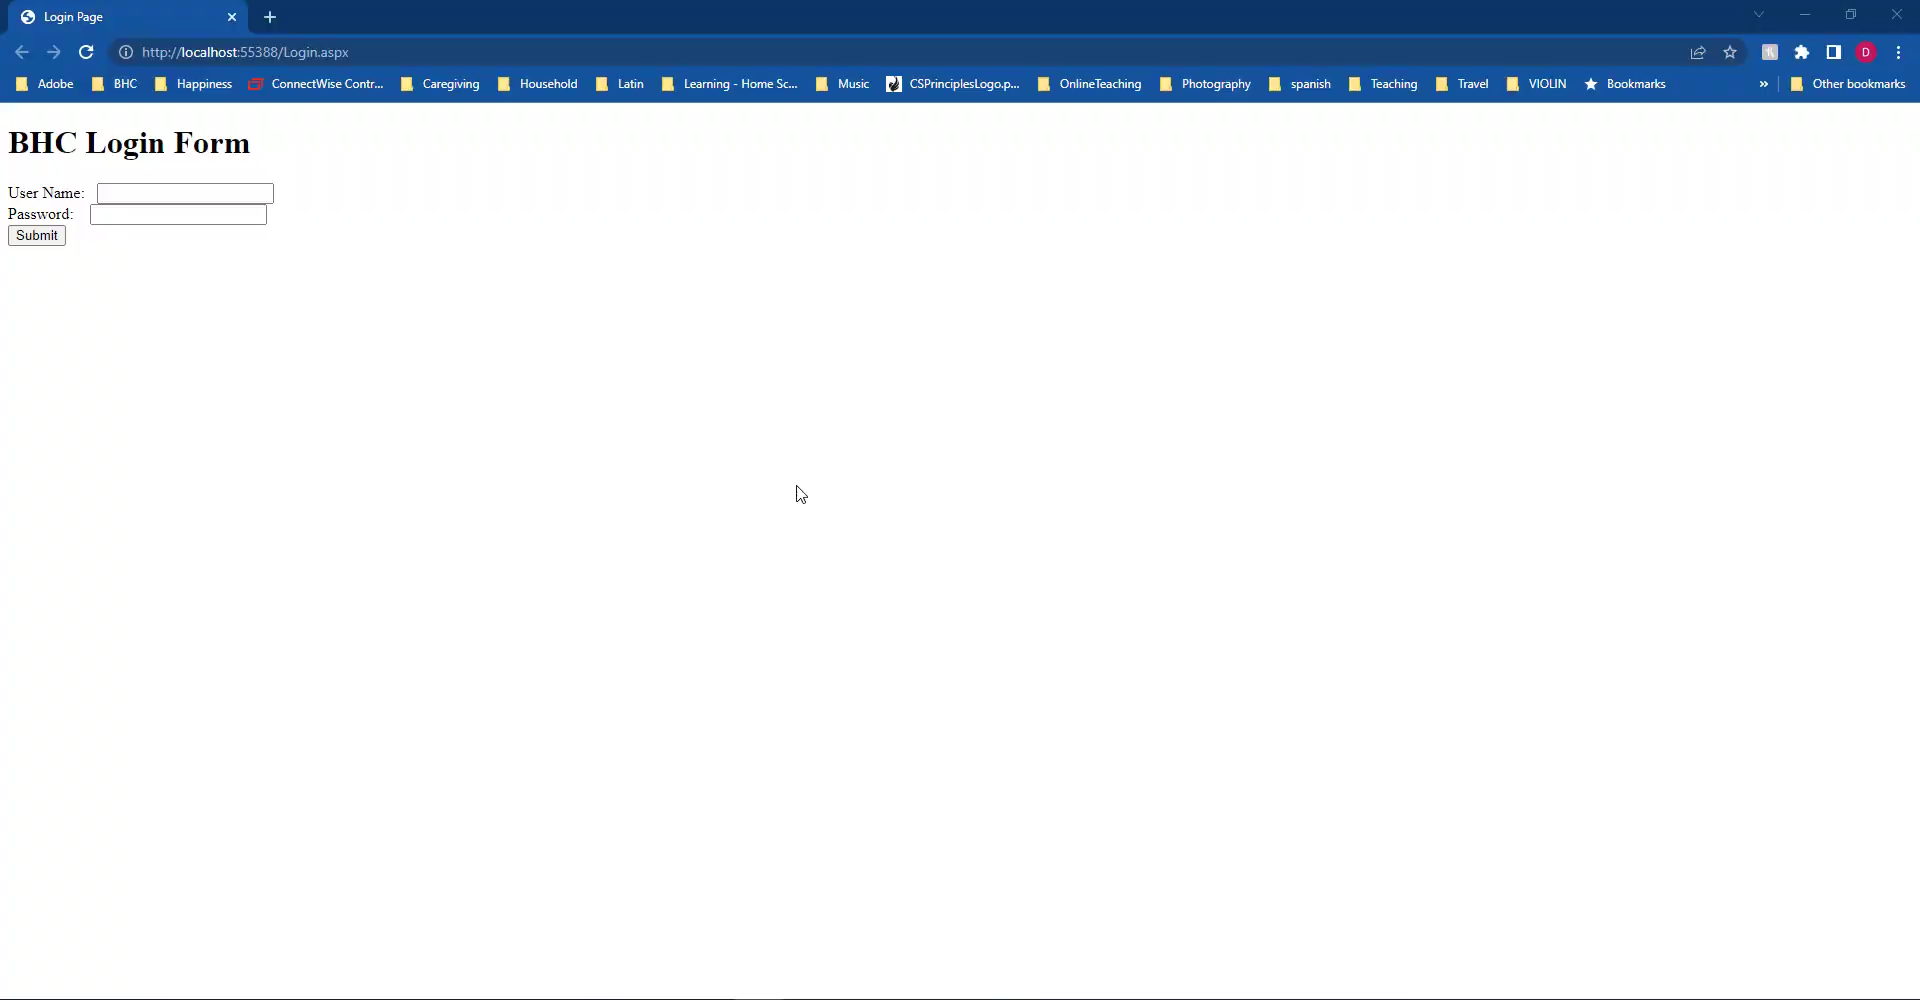 Login Page
http://localhost:55388/Login.aspx
D
Adobe BHC Happiness ConnectWise Contr... Caregiving Household Latin Learning - Home Sc... Music CSPrinciplesLogo.p... OnlineTeaching Photography spanish Teaching Travel VIOLIN Bookmarks » Other bookmarks
BHC Login Form
User Name:
Password:
Submit